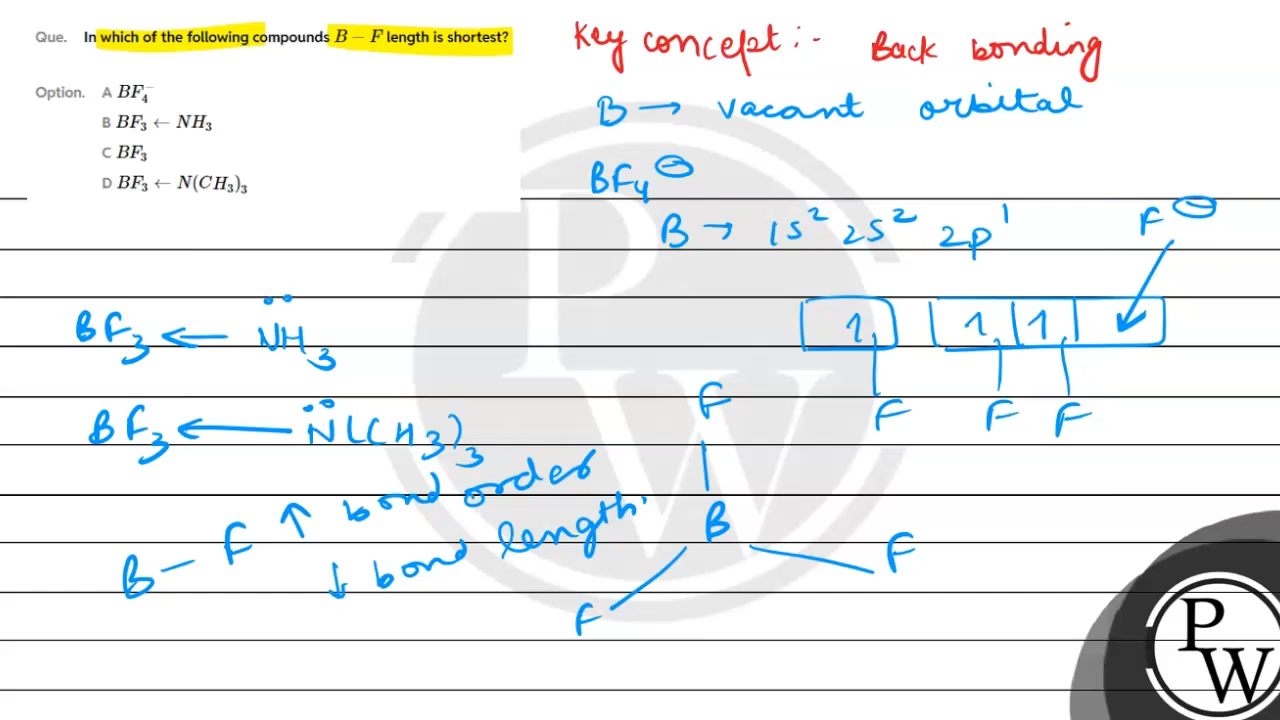 Que. In which of the following compounds B – F length is shortest?
Option. A BF₄⁻
B BF₃ ← NH₃
C BF₃
D BF₃ ← N(CH₃)₃
Key concept :- Back bonding
B → vacant orbital
BF₄⊖
B → 1s² 2s² 2p¹
F⊖
1 1 1
F F F
BF₃ ← N̈H₃
BF₃ ← N̈(CH₃)₃
B – F ↑ bond order
↓ bond length.
F
B
F F
PW
PW